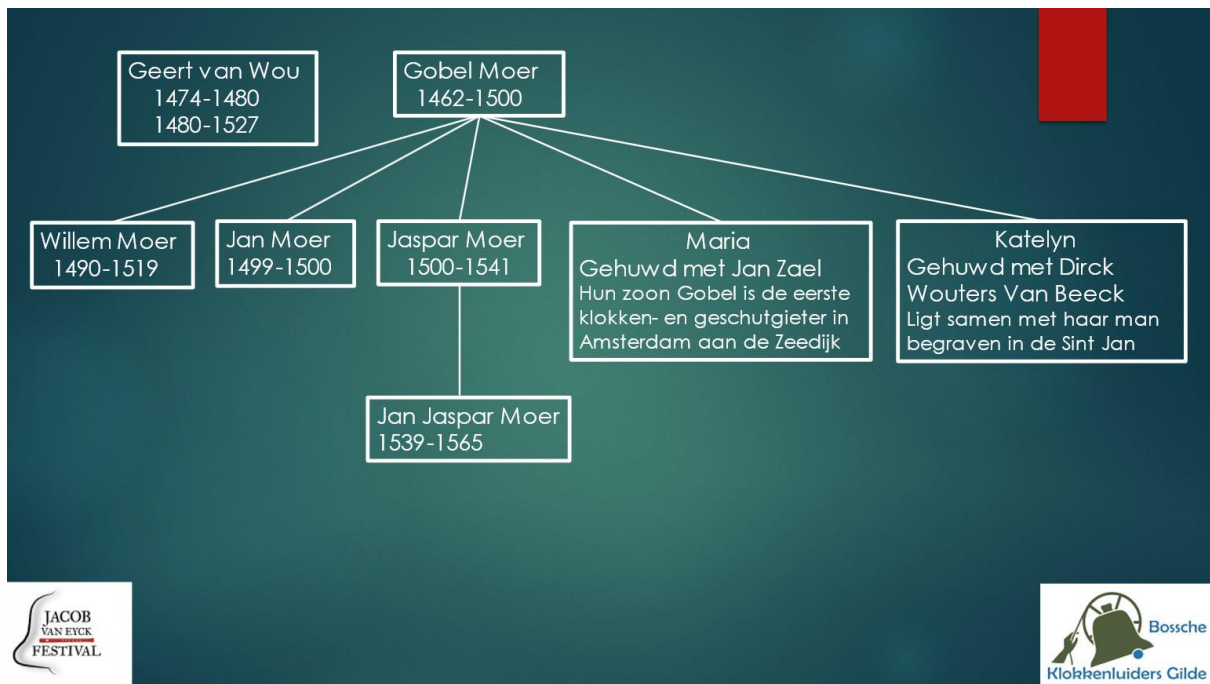 Geert van Wou
1474-1480
1480-1527
Gobel Moer
1462-1500
Willem Moer
1490-1519
Jan Moer
1499-1500
Jaspar Moer
1500-1541
Maria
Gehuwd met Jan Zael
Hun zoon Gobel is de eerste
klokken- en geschutgieter in
Amsterdam aan de Zeedijk
Katelyn
Gehuwd met Dirck
Wouters Van Beeck
Ligt samen met haar man
begraven in de Sint Jan
Jan Jaspar Moer
1539-1565
JACOB
VAN EYCK
FESTIVAL
Bossche
Klokkenluiders Gilde